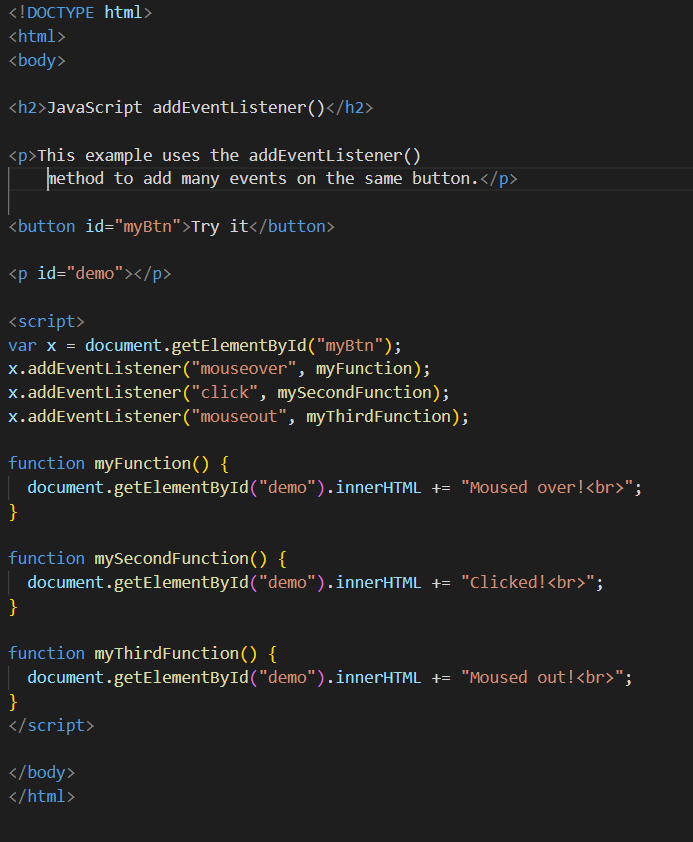 <!DOCTYPE html>
<html>
<body>
<h2>JavaScript addEventListener()</h2>
<p>This example uses the addEventListener()
method to add many events on the same button.</p>
<button id="myBtn">Try it</button>
<p id="demo"></p>
<script>
var x = document.getElementById("myBtn");
x.addEventListener("mouseover", myFunction);
x.addEventListener("click", mySecondFunction);
x.addEventListener("mouseout", myThirdFunction);
function myFunction() {
document.getElementById("demo").innerHTML += "Moused over!<br>";
}
function mySecondFunction() {
document.getElementById("demo").innerHTML += "Clicked!<br>";
}
function myThirdFunction() {
document.getElementById("demo").innerHTML += "Moused out!<br>";
}
</script>
</body>
</html>